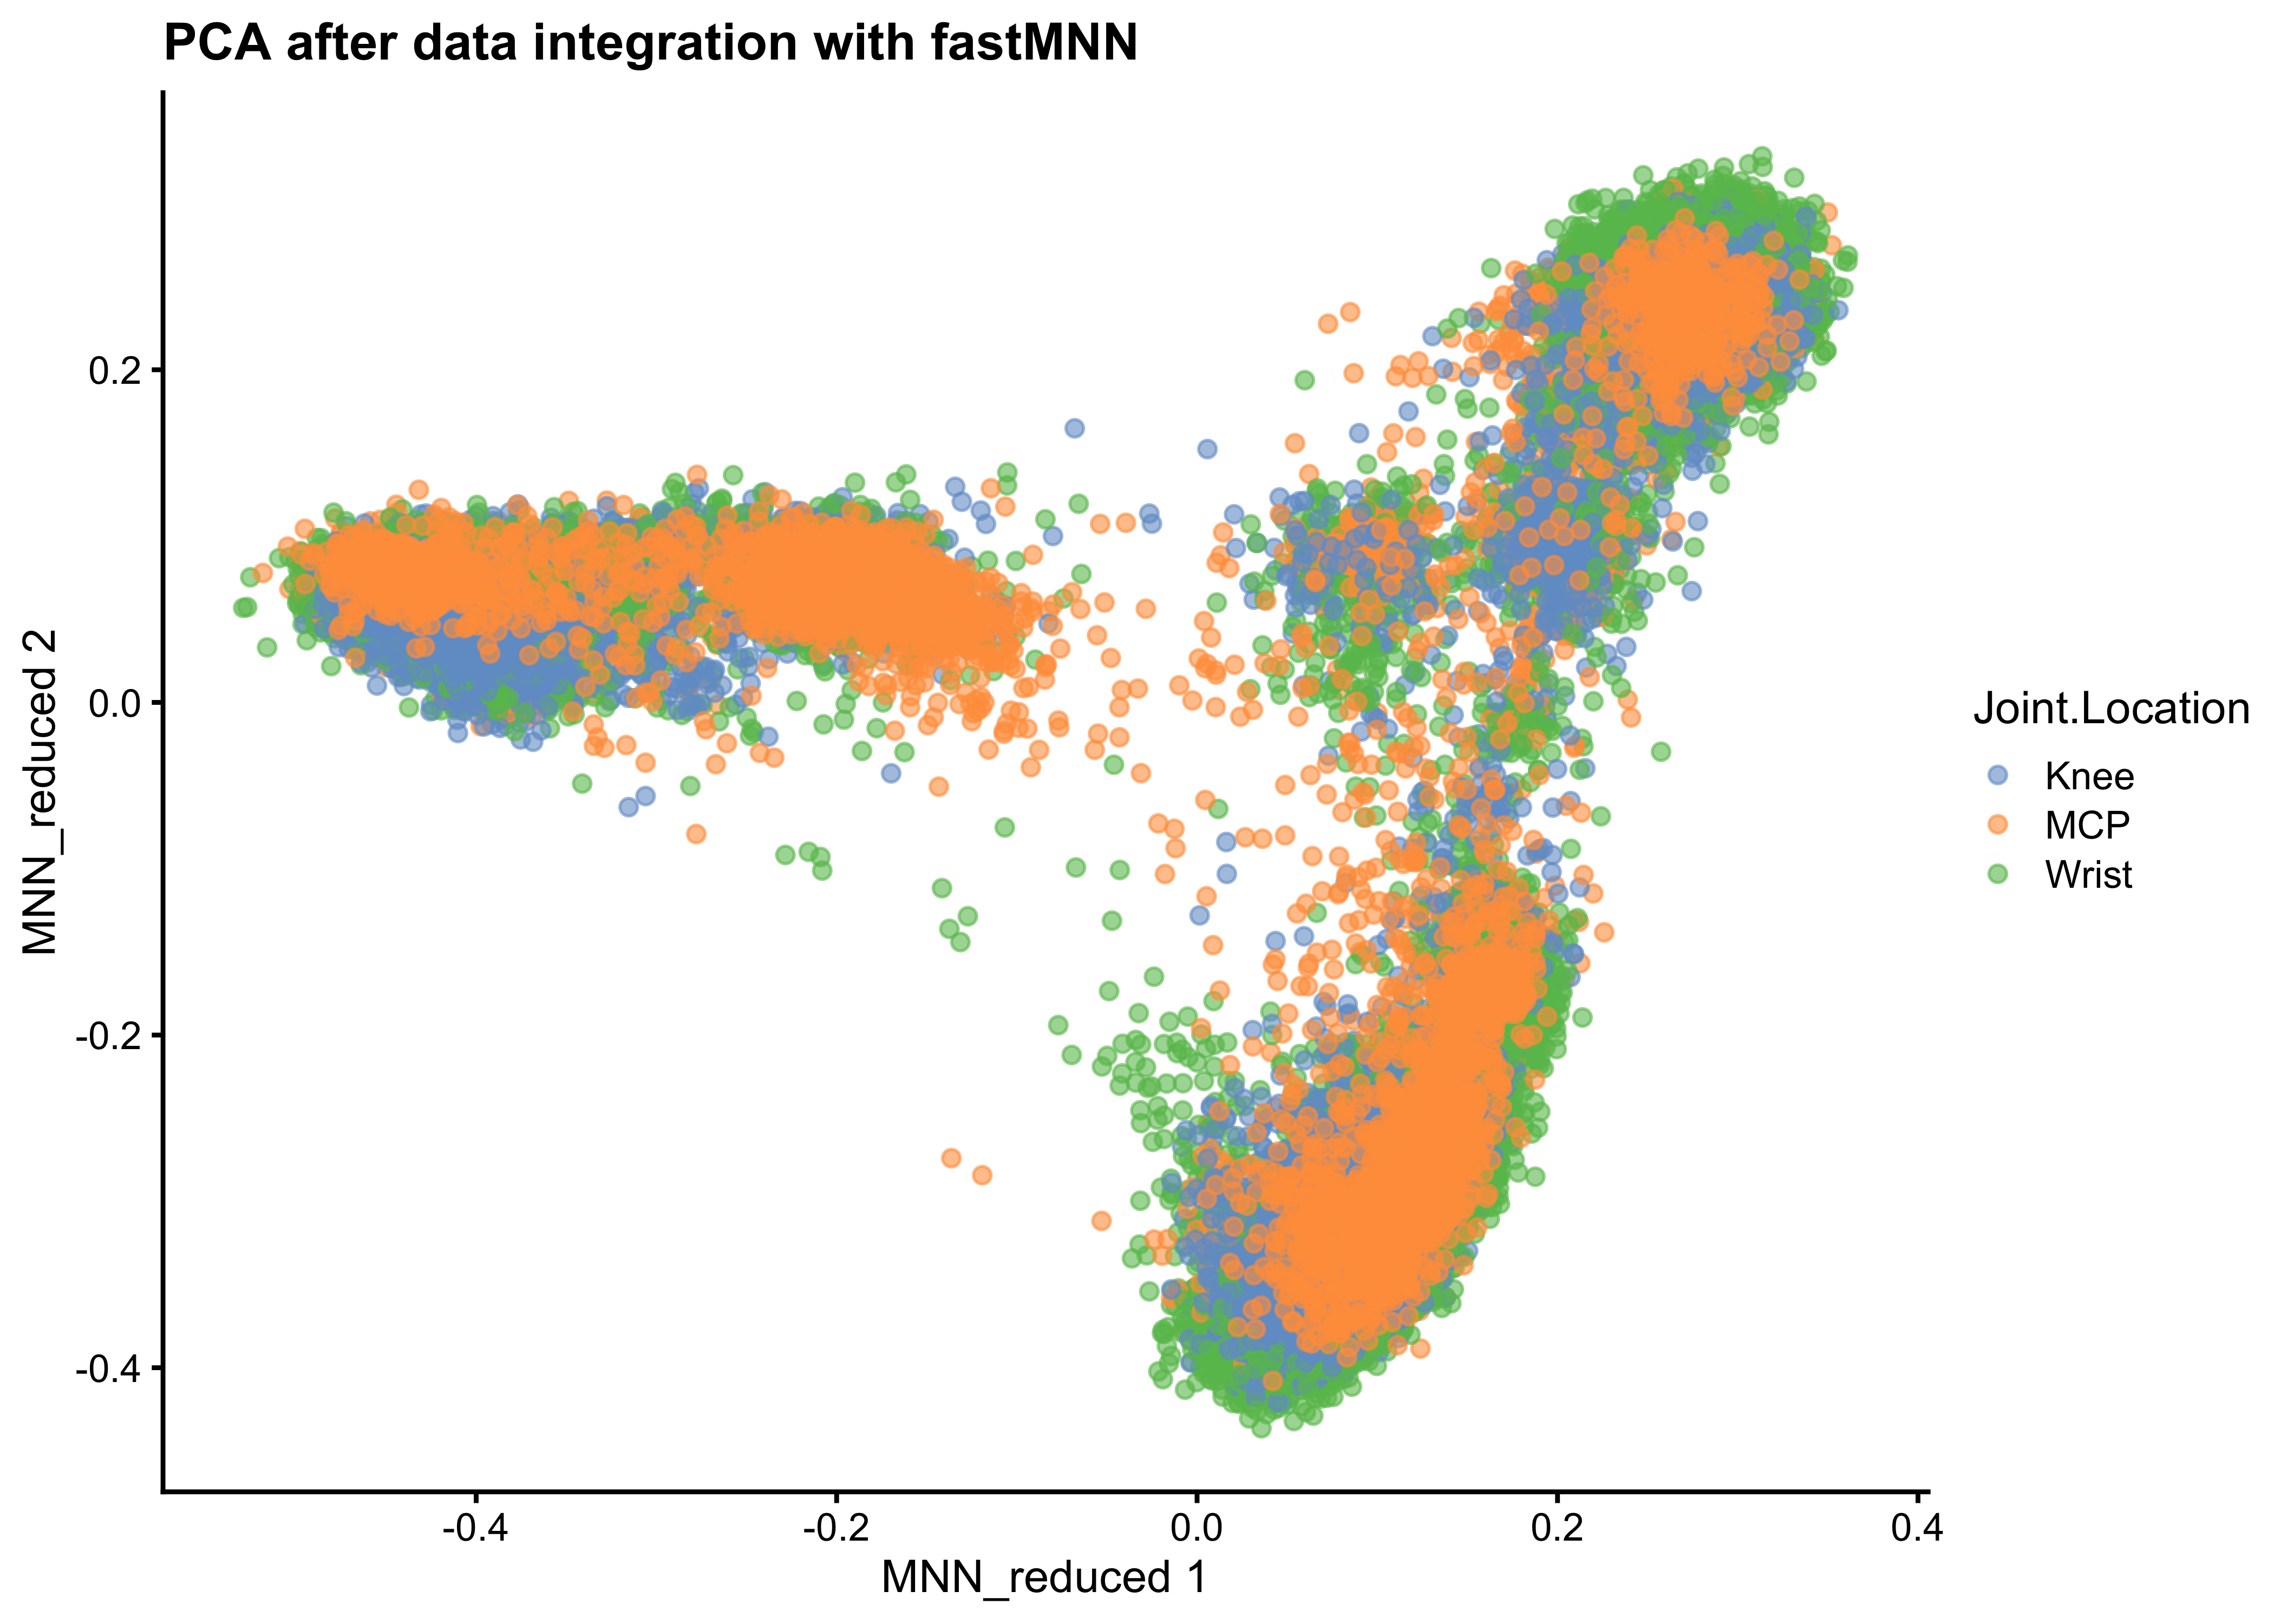 PCA after data integration with fastMNN
MNN_reduced 2
0.2
0.0
-0.2
-0.4
-0.4
-0.2
0.0
0.2
0.4
MNN_reduced 1
Joint.Location
Knee
MCP
Wrist